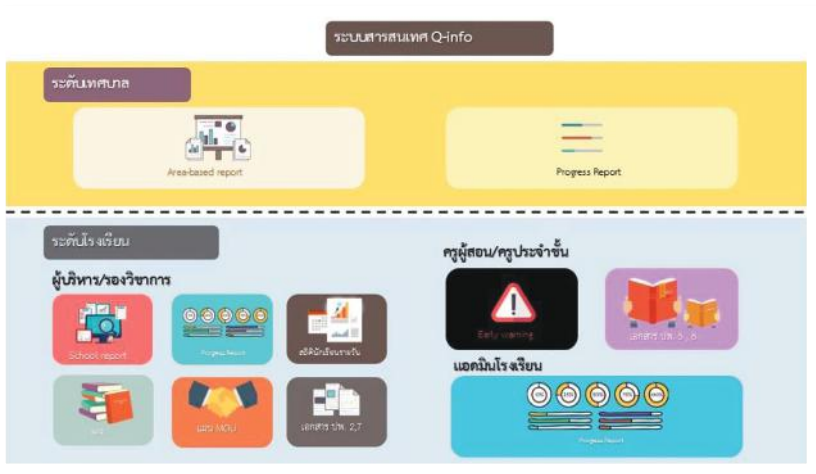 ระบบสารสนเทศ Q-info
ระดับเทศบาล
Area-based report
Progress Report
ระดับโรงเรียน
ครูผู้สอน/ครูประจำชั้น
ผู้บริหาร/รองวิชาการ
School report
Progress Report
สถิตินักเรียนรายวัน
Early warning
เอกสาร ปพ. 5 , 6
แอดมินโรงเรียน
แบบ MOU
เอกสาร ปพ. 2,7
Progress Report